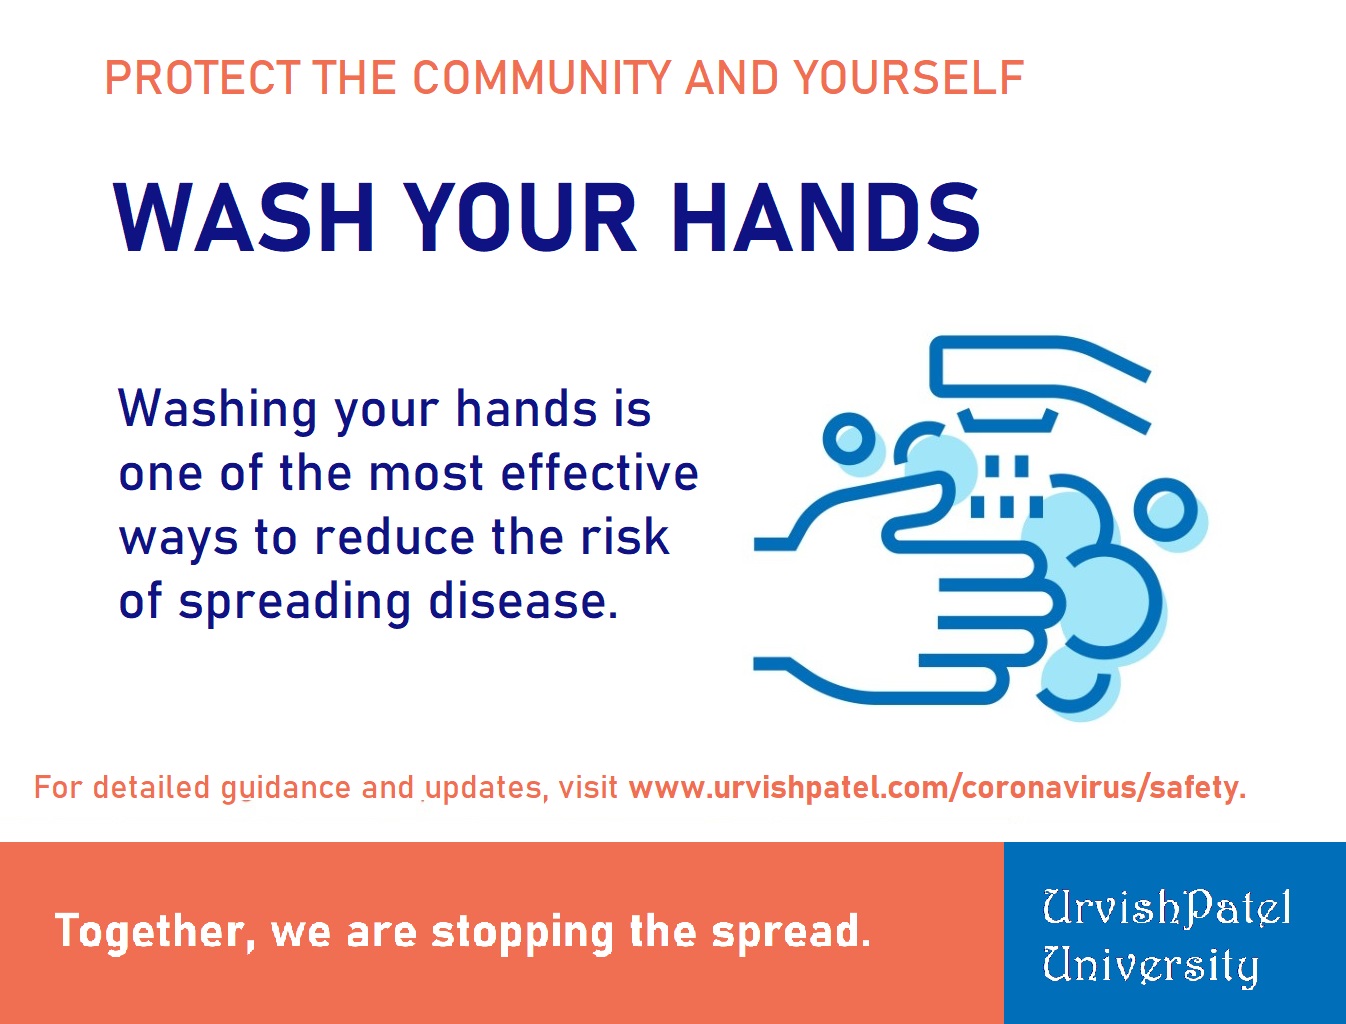 PROTECT THE COMMUNITY AND YOURSELF
WASH YOUR HANDS
Washing your hands is
one of the most effective
ways to reduce the risk
of spreading disease.
For detailed guidance and updates, visit www.urvishpatel.com/coronavirus/safety.
Together, we are stopping the spread.
UrvishPatel
University